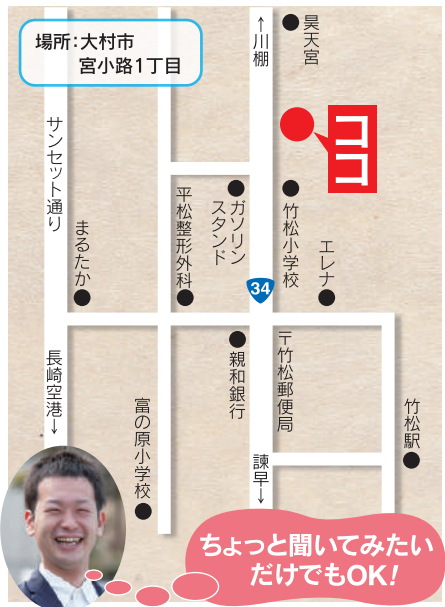 場所：大村市
宮小路1丁目
↑川棚
昊天宮
ココ
サンセット通り
まるたか
平松整形外科
ガソリン
スタンド
竹松小学校
エレナ
34
長崎空港↓
富の原小学校
親和銀行
〒竹松郵便局
諫早↓
竹松駅
ちょっと聞いてみたい
だけでもOK!